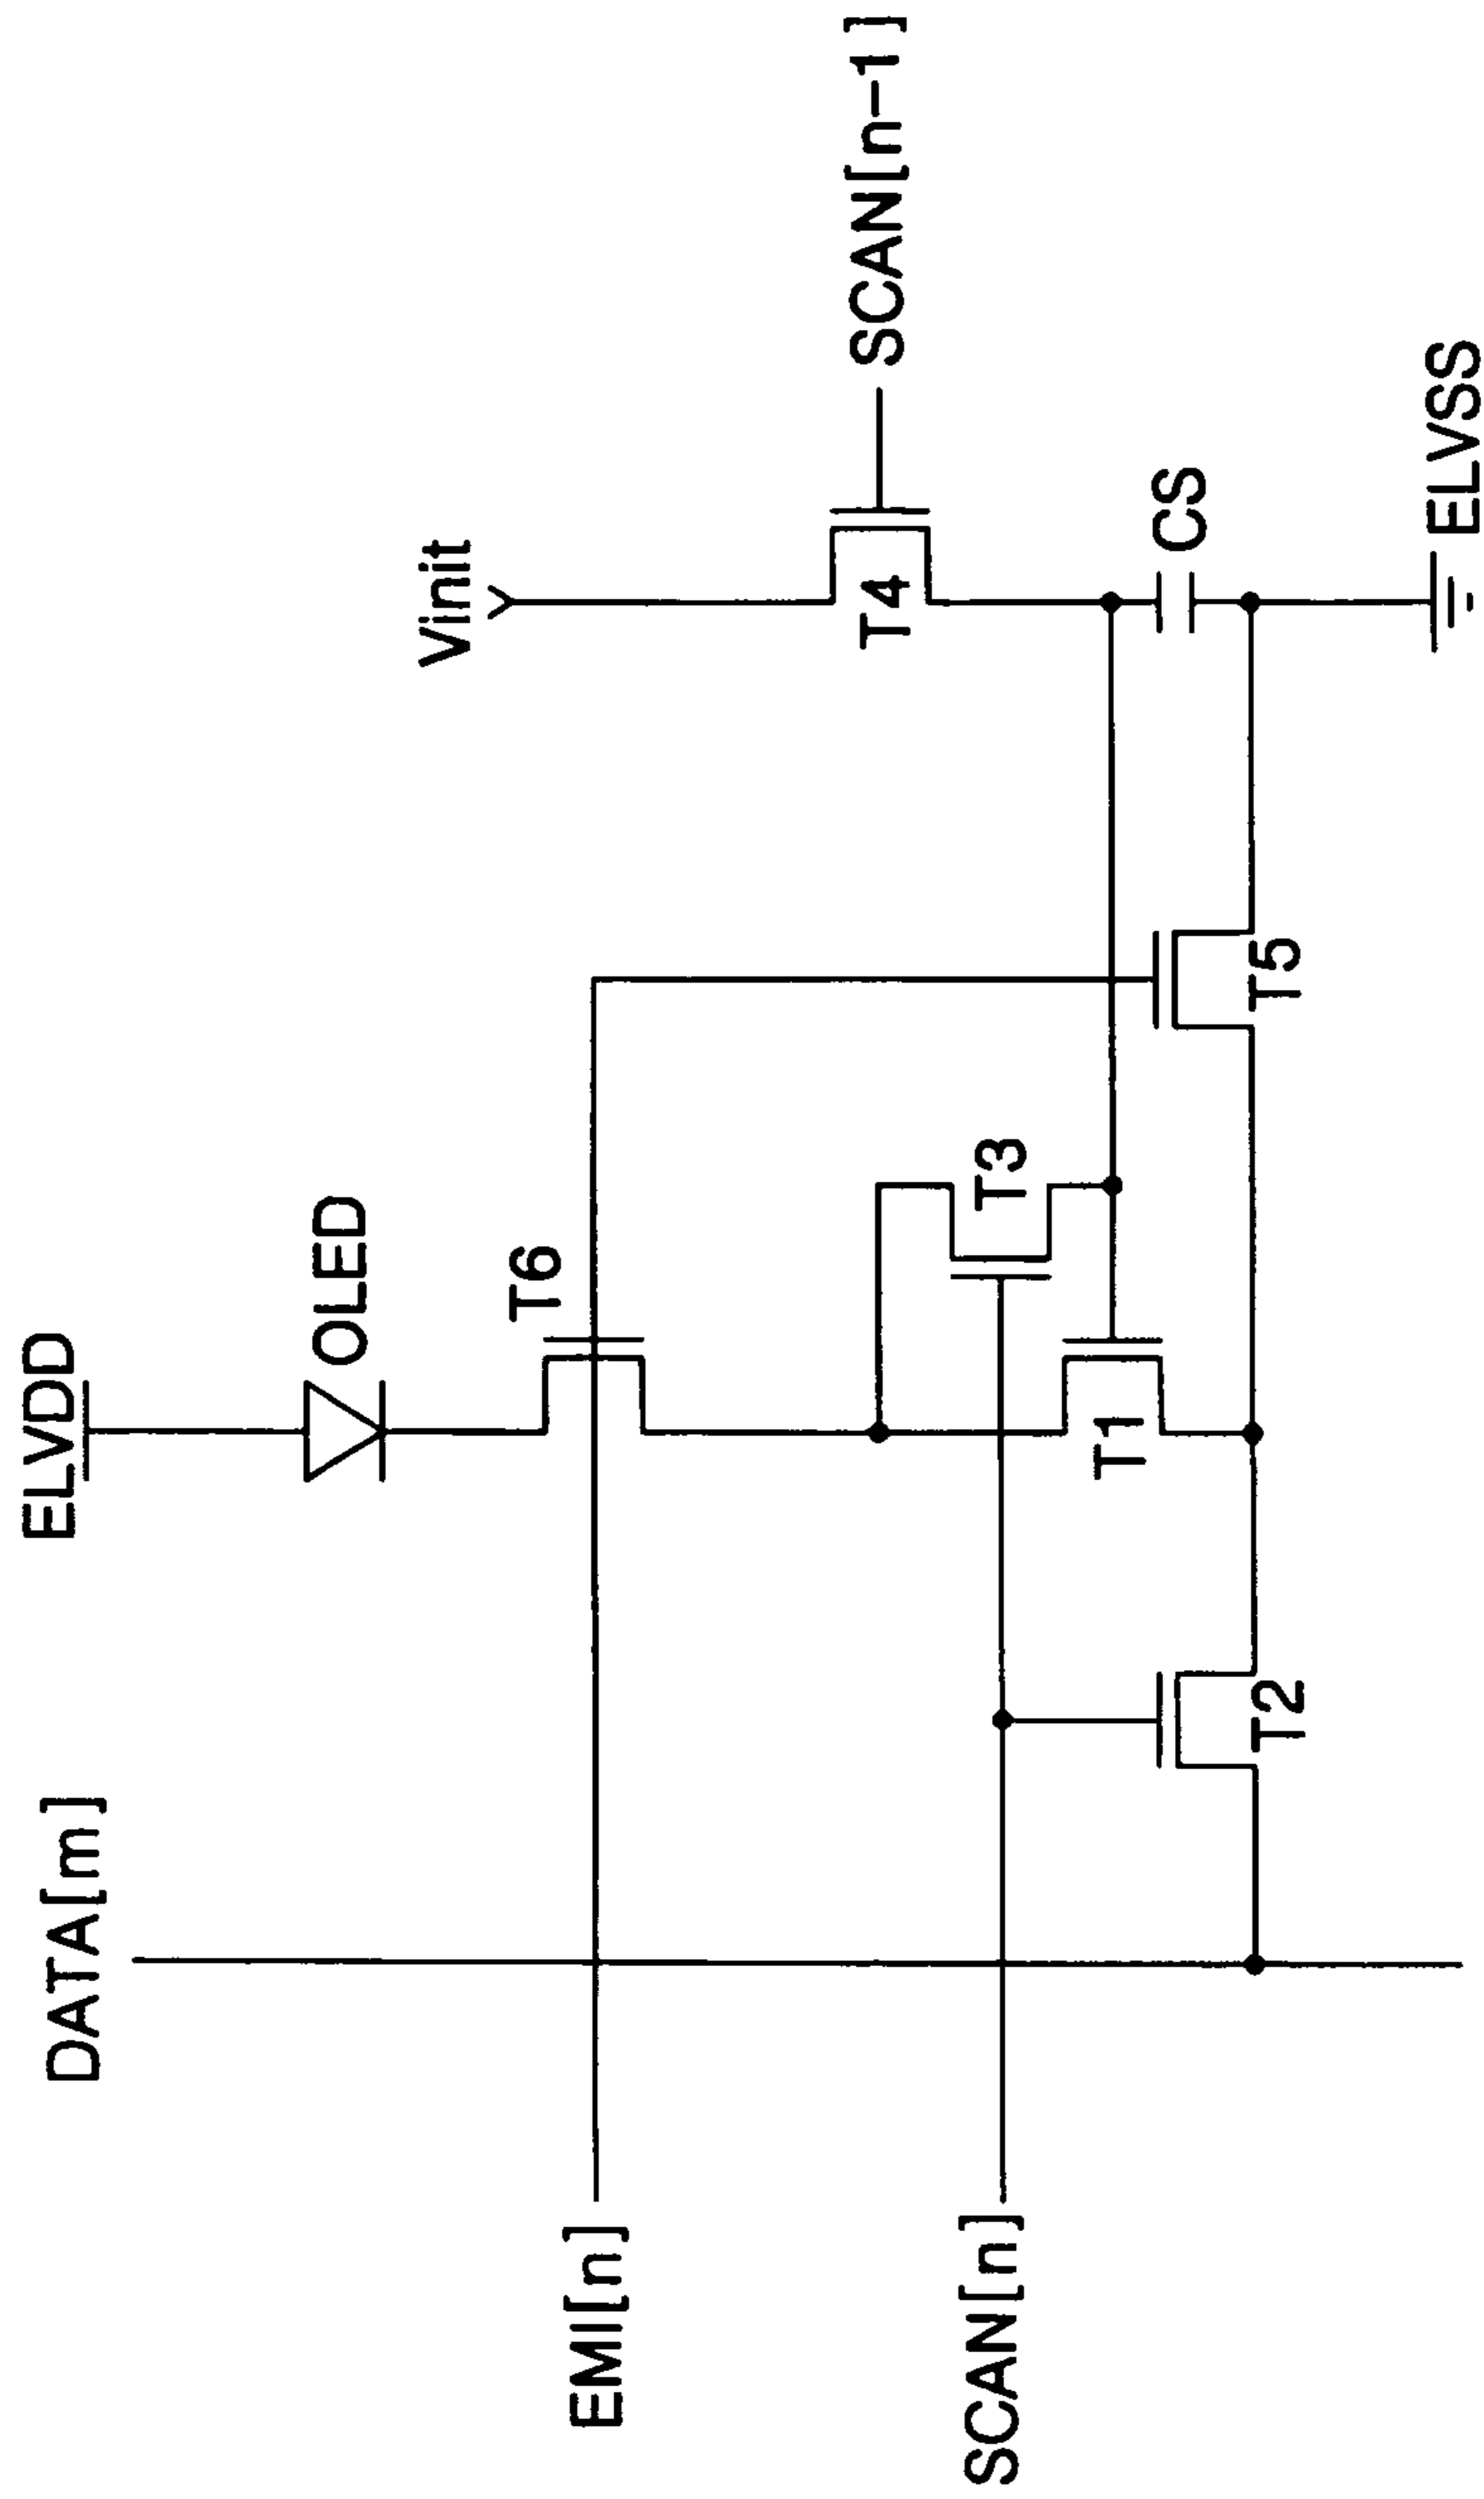 ELVDD
DATA[m]
OLED
Vinit
T6
EMI[n]
SCAN[n-1]
T4
T3
SCAN[n]
T1
CS
T2
T5
ELVSS